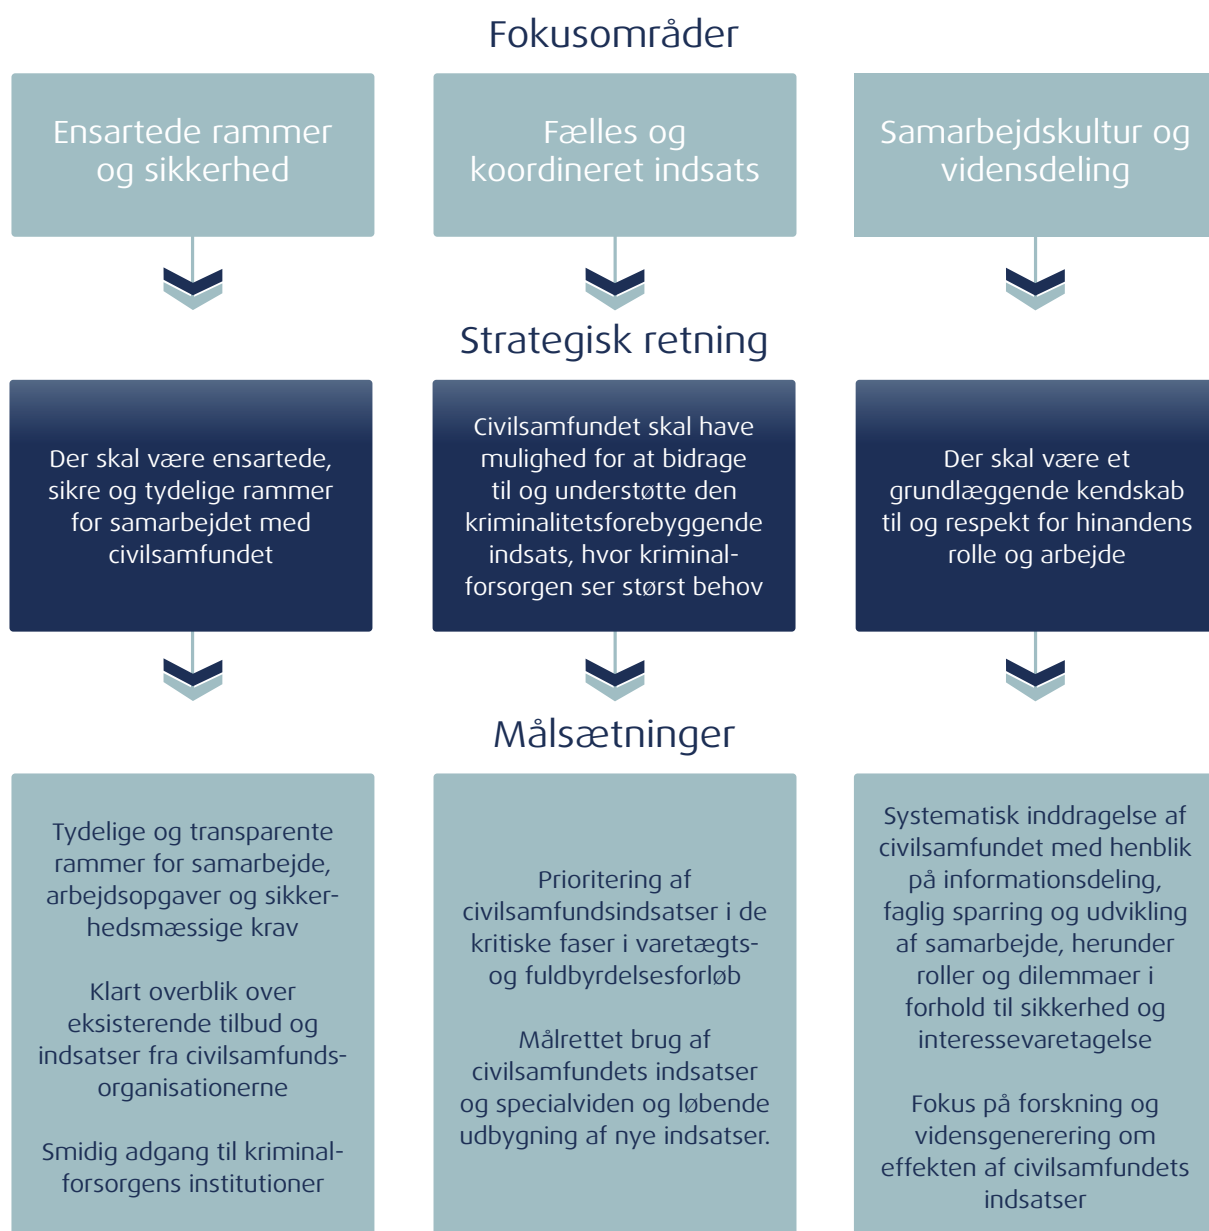 Fokusområder
Ensartede rammer
og sikkerhed
Fælles og
koordineret indsats
Samarbejdskultur og
vidensdeling
Strategisk retning
Der skal være ensartede,
sikre og tydelige rammer
for samarbejdet med
civilsamfundet
Civilsamfundet skal have
mulighed for at bidrage
til og understøtte den
kriminalitetsforebyggende
indsats, hvor kriminal-
forsorgen ser størst behov
Der skal være et
grundlæggende kendskab
til og respekt for hinandens
rolle og arbejde
Målsætninger
Tydelige og transparente
rammer for samarbejde,
arbejdsopgaver og sikker-
hedsmæssige krav
Klart overblik over
eksisterende tilbud og
indsatser fra civilsamfunds-
organisationerne
Smidig adgang til kriminal-
forsorgens institutioner
Prioritering af
civilsamfundsindsatser i de
kritiske faser i varetægts-
og fuldbyrdelsesforløb
Målrettet brug af
civilsamfundets indsatser
og specialviden og løbende
udbygning af nye indsatser.
Systematisk inddragelse af
civilsamfundet med henblik
på informationsdeling,
faglig sparring og udvikling
af samarbejde, herunder
roller og dilemmaer i
forhold til sikkerhed og
interessevaretagelse
Fokus på forskning og
vidensgenerering om
effekten af civilsamfundets
indsatser